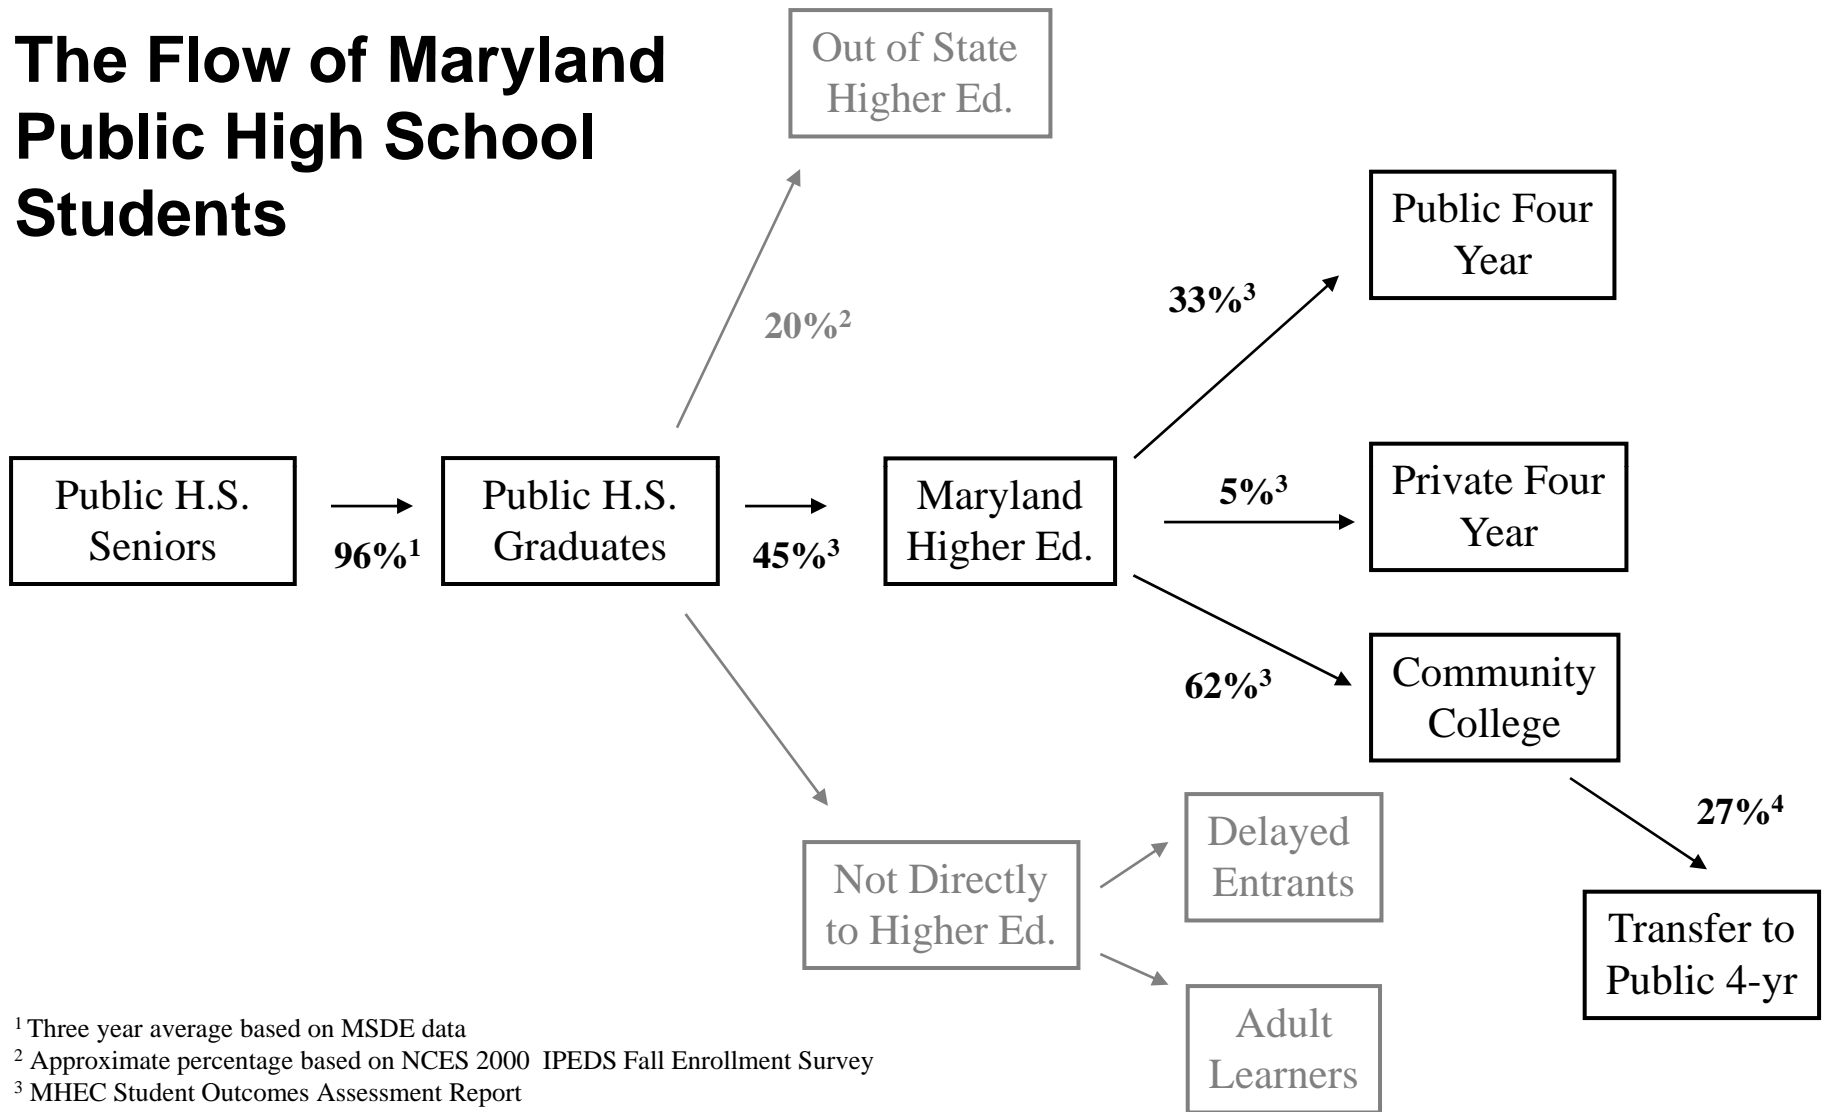 The Flow of Maryland
Public High School
Students
Out of State
Higher Ed.
Public Four
Year
33%³
20%²
Public H.S.
Seniors
96%¹
Public H.S.
Graduates
45%³
Maryland
Higher Ed.
5%³
Private Four
Year
62%³
Community
College
27%⁴
Transfer to
Public 4-yr
Not Directly
to Higher Ed.
Delayed
Entrants
Adult
Learners
¹ Three year average based on MSDE data
² Approximate percentage based on NCES 2000 IPEDS Fall Enrollment Survey
³ MHEC Student Outcomes Assessment Report